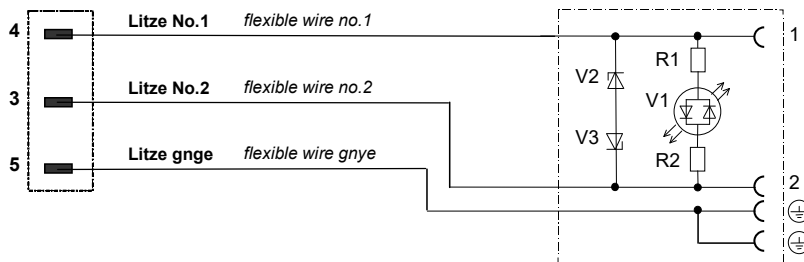 4 Litze No.1 flexible wire no.1 1
R1
V2
V1
3 Litze No.2 flexible wire no.2
V3
R2
5 Litze gnge flexible wire gnye
2